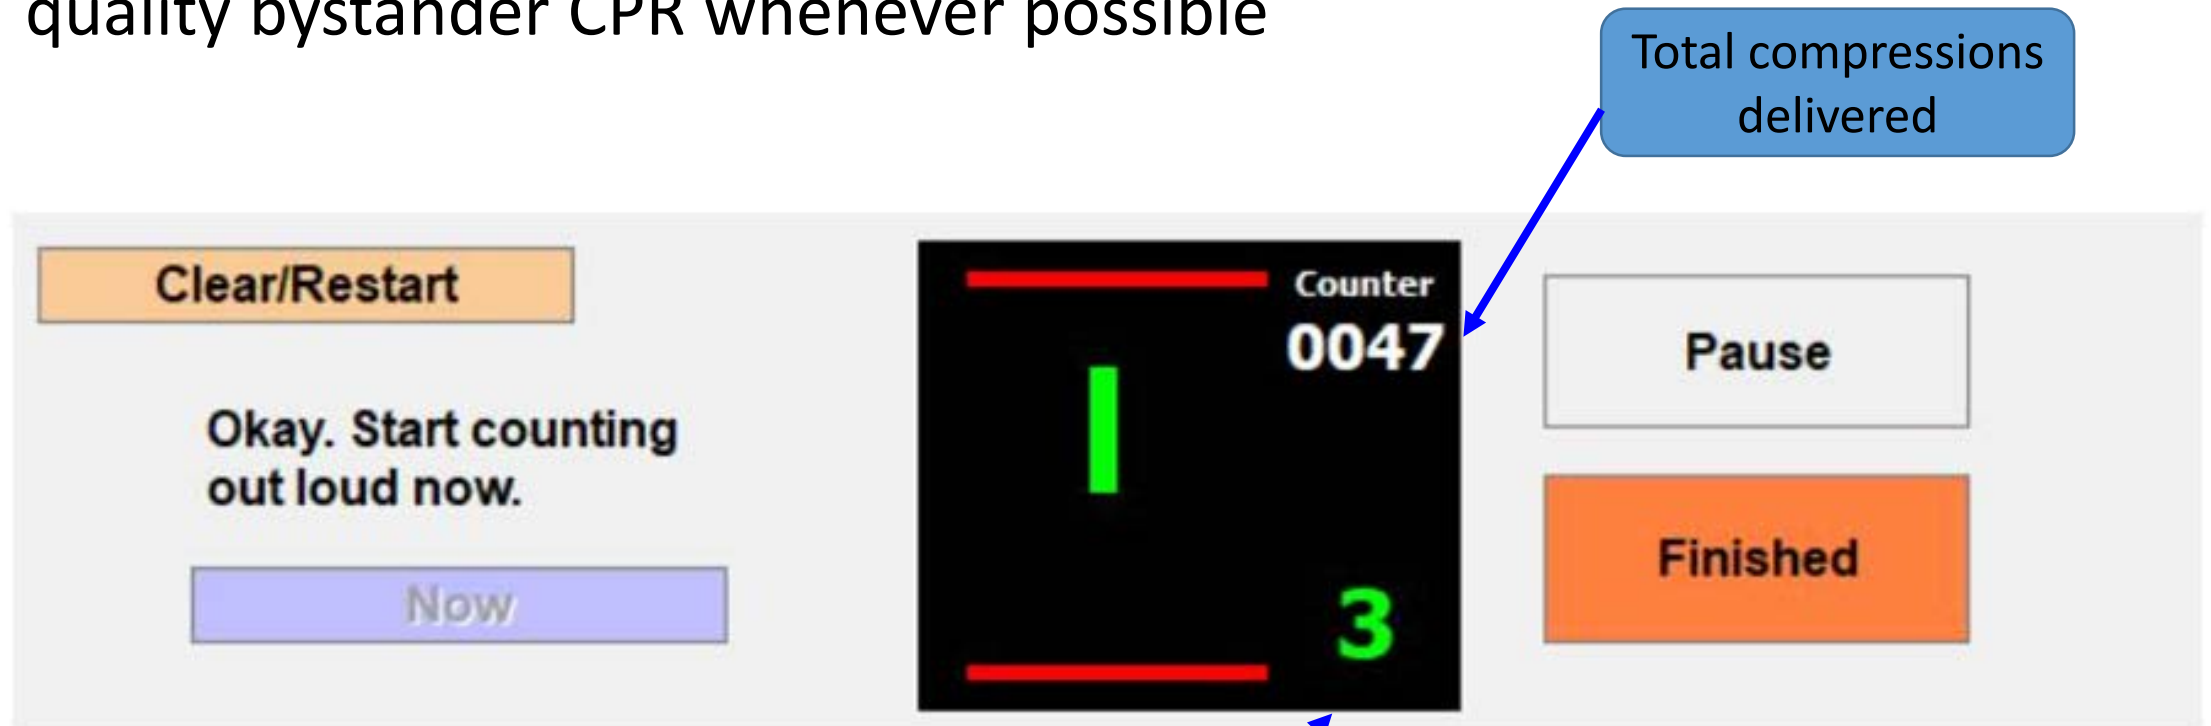 quality bystander CPR whenever possible
Total compressions
delivered
Clear/Restart
Okay. Start counting
out loud now.
Now
Counter
0047
3
Pause
Finished